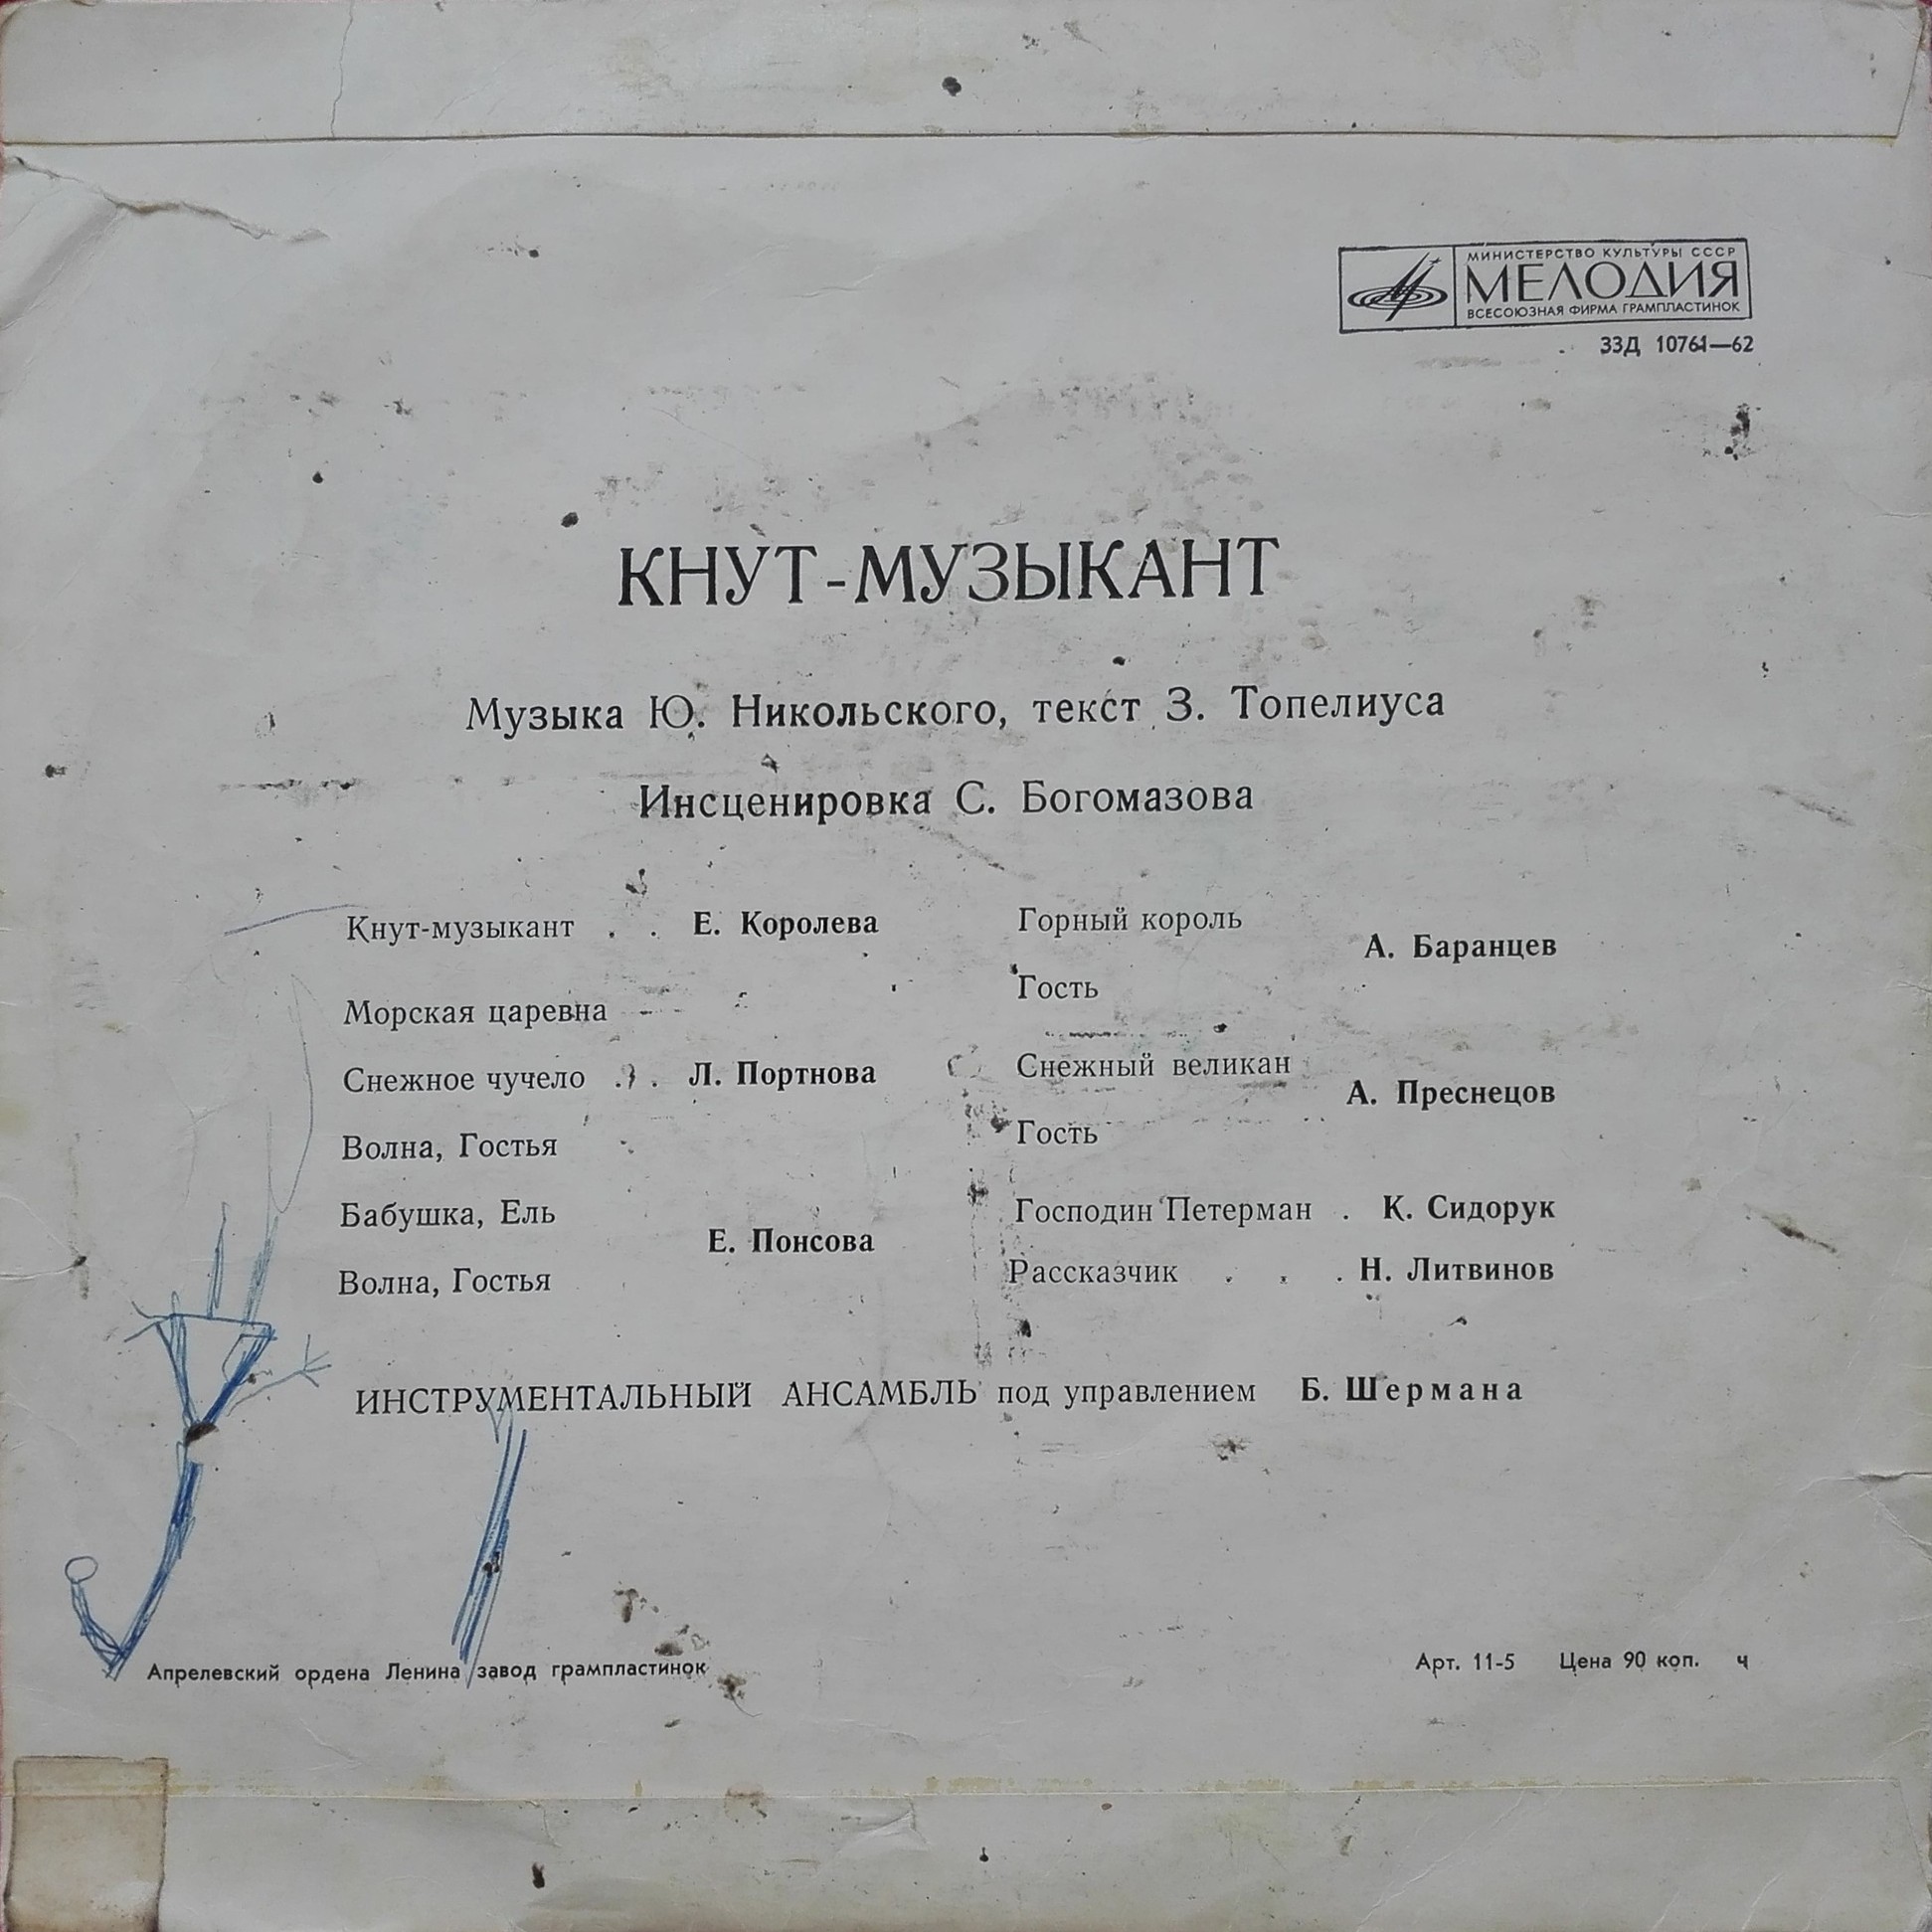 МИНИСТЕРСТВО КУЛЬТУРЫ СССР
МЕЛОДИЯ
ВСЕСОЮЗНАЯ ФИРМА ГРАМПЛАСТИНОК
33Д 10761—62
КНУТ-МУЗЫКАНТ
Музыка Ю. Никольского, текст З. Топелиуса
Инсценировка С. Богомазова
Кнут-музыкант . . Е. Королева
Морская царевна
Снежное чучело . . Л. Портнова
Волна, Гостья
Бабушка, Ель
Е. Понсова
Волна, Гостья
Горный король
А. Баранцев
Гость
Снежный великан
А. Преснецов
Гость
Господин Петерман . К. Сидорук
Рассказчик . . . Н. Литвинов
ИНСТРУМЕНТАЛЬНЫЙ АНСАМБЛЬ под управлением Б. Шермана
Апрелевский ордена Ленина завод грампластинок
Арт. 11-5 Цена 90 коп. ч